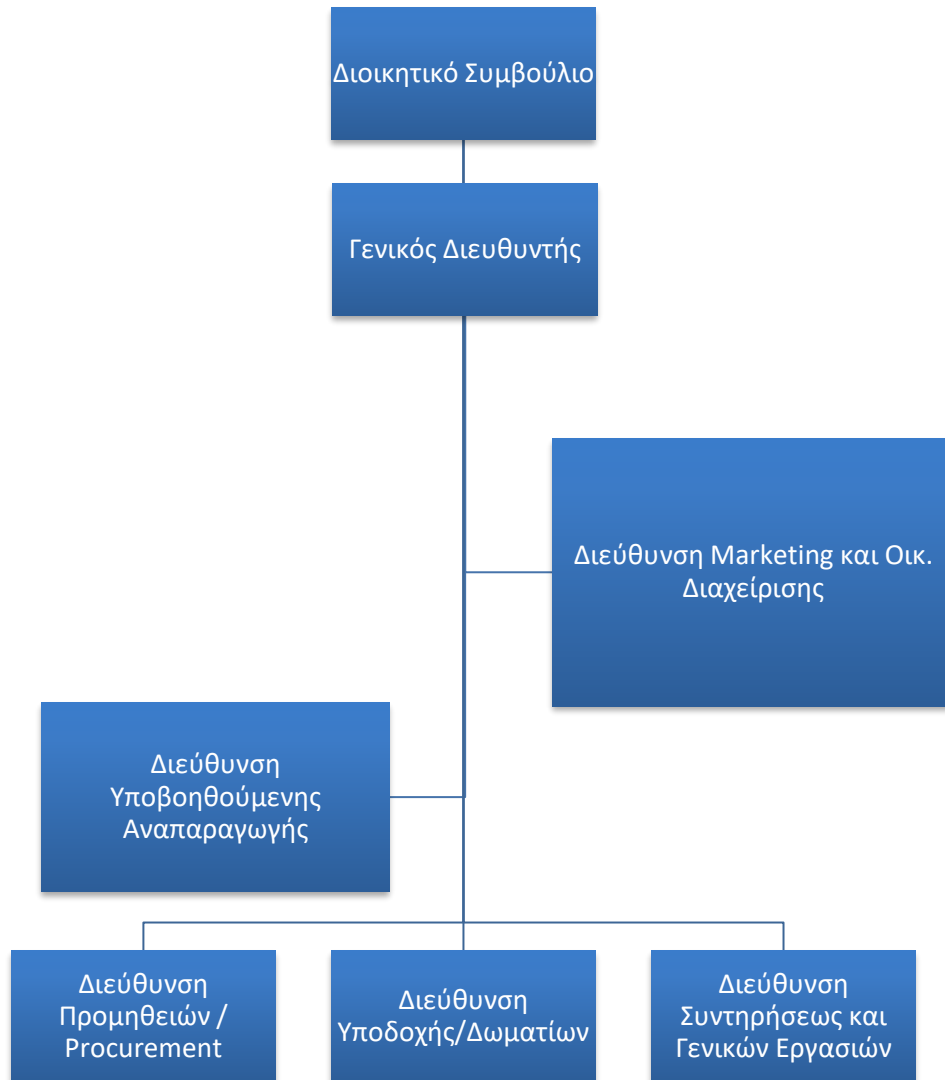 Διοικητικό Συμβούλιο
Γενικός Διευθυντής
Διεύθυνση Marketing και Οικ.
Διαχείρισης
Διεύθυνση
Υποβοηθούμενης
Αναπαραγωγής
Διεύθυνση
Προμηθειών /
Procurement
Διεύθυνση
Υποδοχής/Δωματίων
Διεύθυνση
Συντηρήσεως και
Γενικών Εργασιών